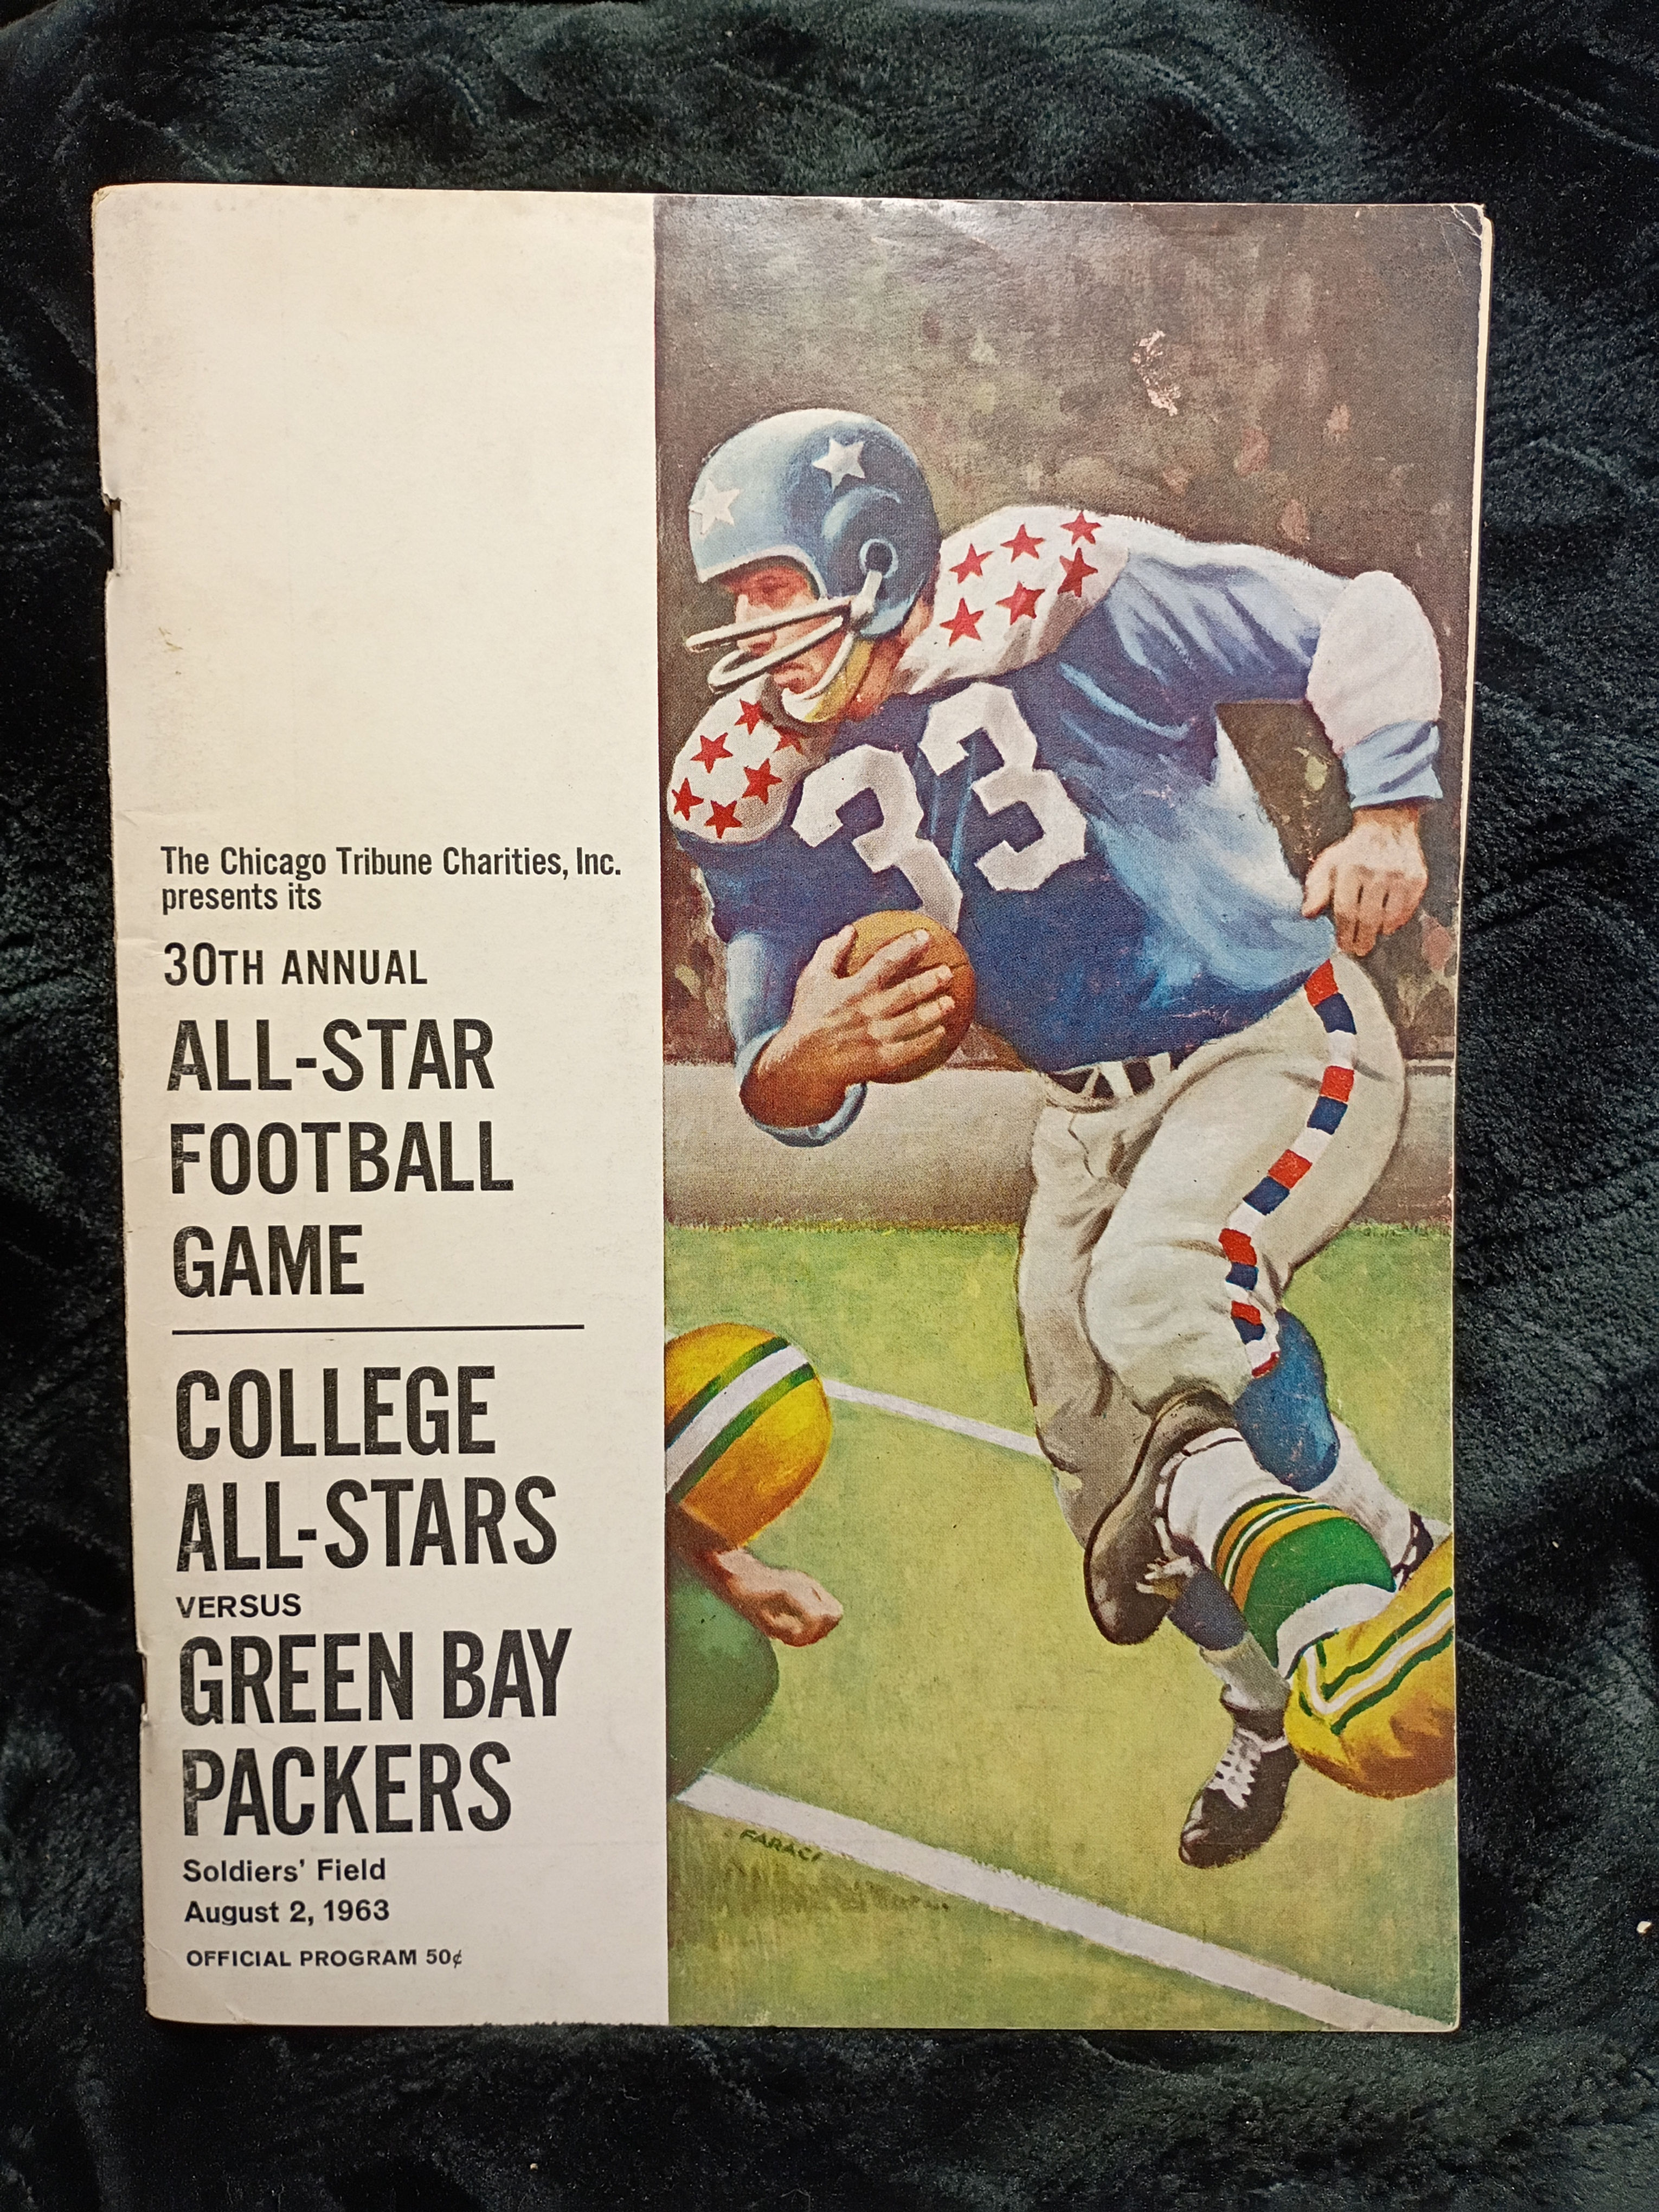 The Chicago Tribune Charities, Inc.
presents its
30TH ANNUAL
ALL-STAR
FOOTBALL
GAME
COLLEGE
ALL-STARS
VERSUS
GREEN BAY
PACKERS
Soldiers' Field
August 2, 1963
OFFICIAL PROGRAM 50¢
33
FARACI